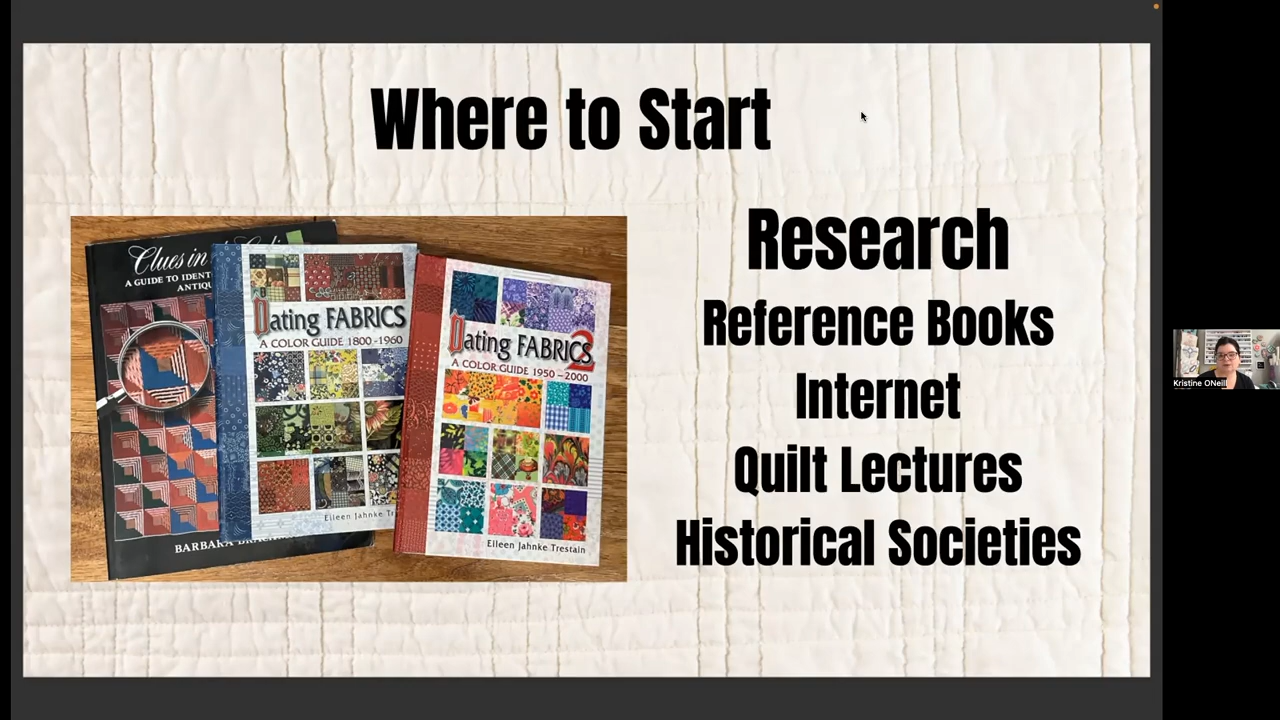 Where to Start
Research
Reference Books
Internet
Quilt Lectures
Historical Societies
Clues in
A GUIDE TO IDENT
ANTIQU
BARBARA
Dating FABRICS
A COLOR GUIDE 1800-1960
Eileen Jahnke Tr
Dating FABRICS 2
A COLOR GUIDE 1950-2000
Eileen Jahnke Trestain
Kristine ONeill